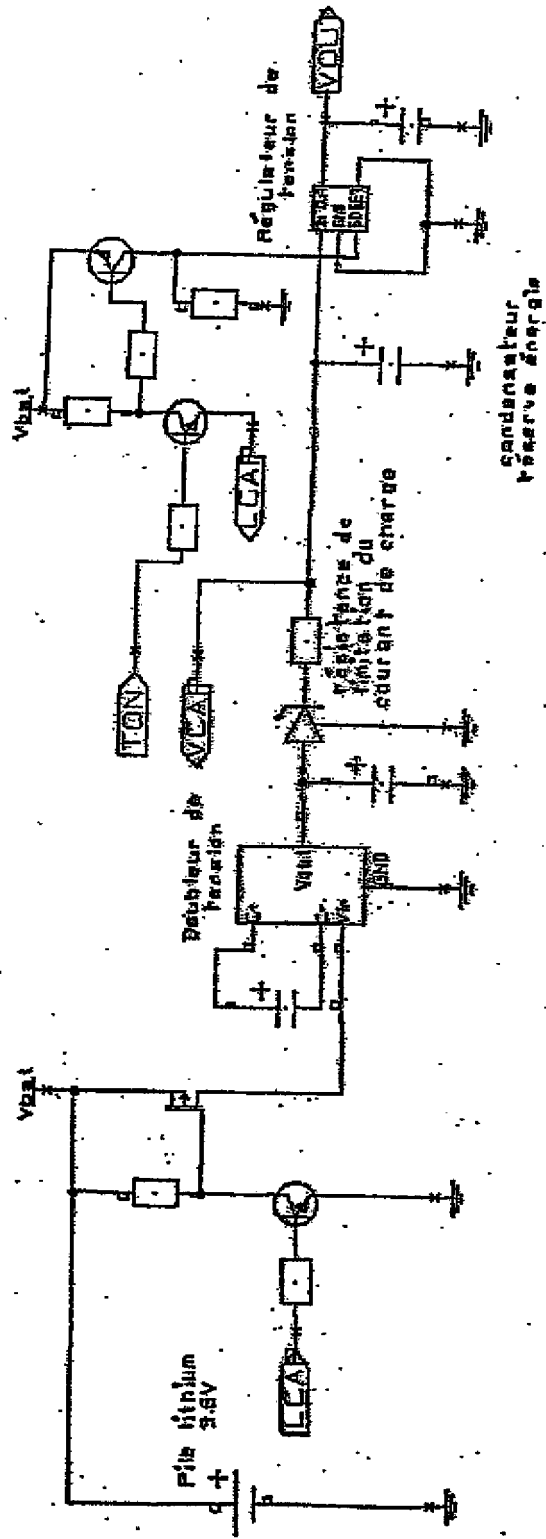 Pile lithium
3.6V
LCA
Vbat
Doubleur de
tension
Vout
GND
TON
VCA
LCA
Vbat
Résistance de
limitation du
courant de charge
Régulateur de
tension
VOU
condensateur
réserve énergie